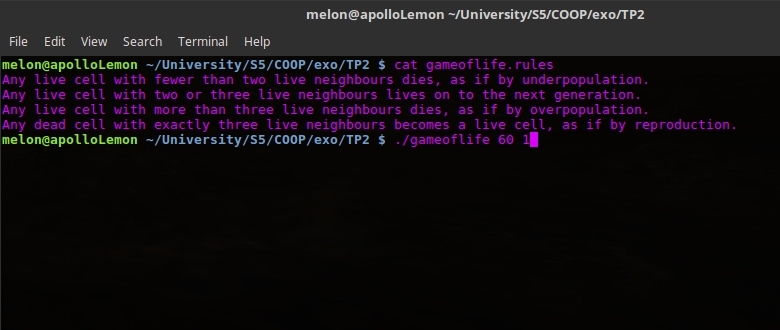 melon@apolloLemon ~/University/S5/COOP/exo/TP2
File Edit View Search Terminal Help
melon@apolloLemon ~/University/S5/COOP/exo/TP2 $ cat gameoflife.rules
Any live cell with fewer than two live neighbours dies, as if by underpopulation.
Any live cell with two or three live neighbours lives on to the next generation.
Any live cell with more than three live neighbours dies, as if by overpopulation.
Any dead cell with exactly three live neighbours becomes a live cell, as if by reproduction.
melon@apolloLemon ~/University/S5/COOP/exo/TP2 $ ./gameoflife 60 1